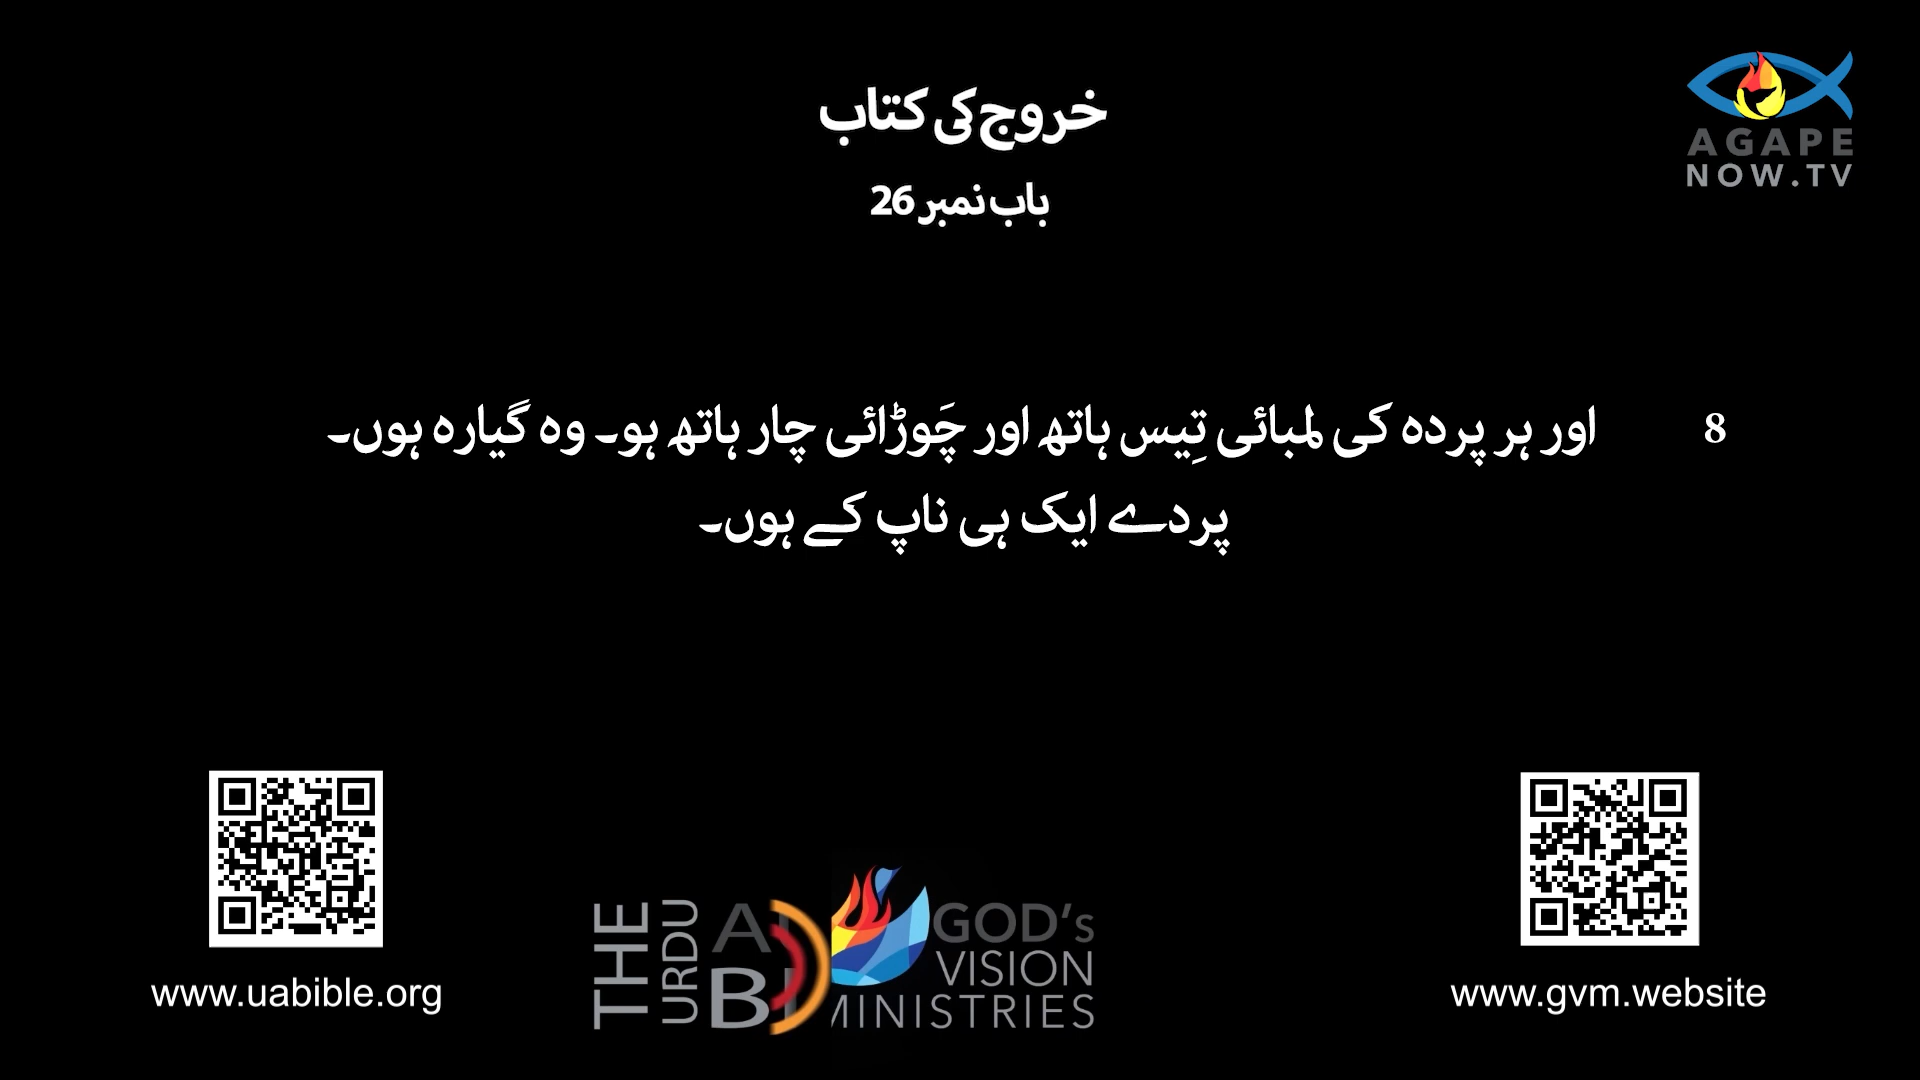 خروج کی کتاب
باب نمبر 26
AGAPE
NOW.TV
8 اور ہر پردہ کی لمبائی تِیس ہاتھ اور چَوڑائی چار ہاتھ ہو۔ وہ گیارہ ہوں۔
پردے ایک ہی ناپ کے ہوں۔
www.uabible.org
THE
URDU
GOD's
VISION
MINISTRIES
www.gvm.website